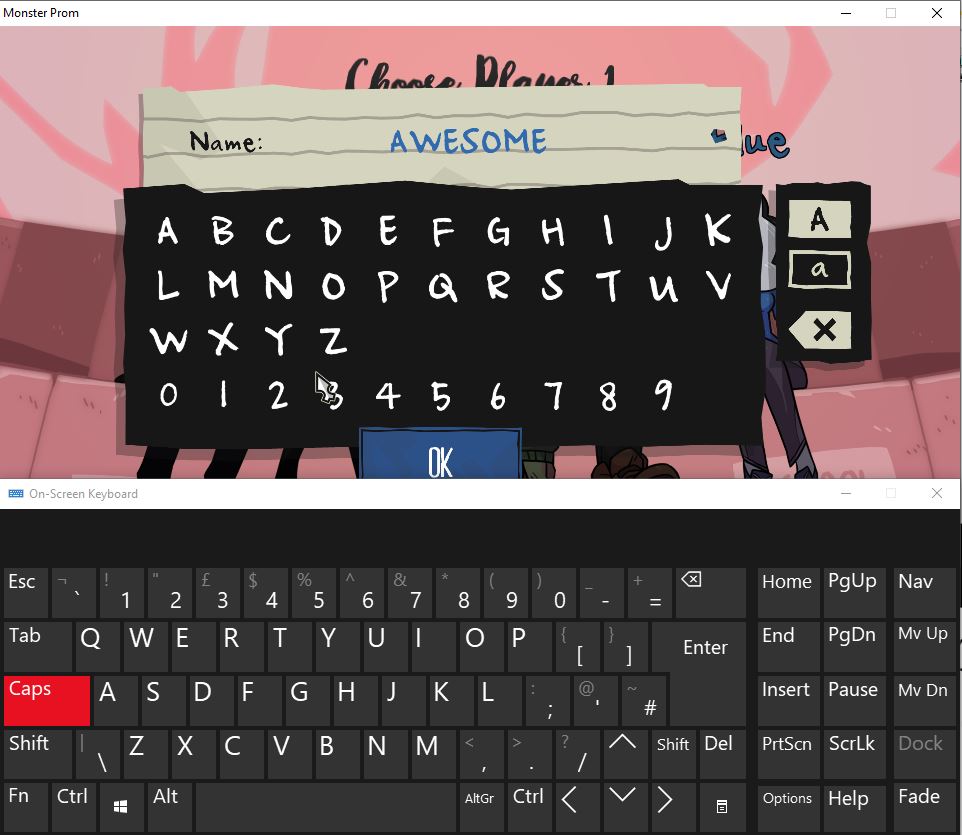 Monster Prom
Choose Player 1
Name: AWESOME
A B C D E F G H I J K
A
L M N O P Q R S T U V
a
W X Y Z
0 1 2 3 4 5 6 7 8 9
OK
On-Screen Keyboard
Esc ¬ ` ! 1 " 2 £ 3 $ 4 % 5 ^ 6 & 7 * 8 ( 9 ) 0 _ - + = Home PgUp Nav
Tab Q W E R T Y U I O P { [ } ] Enter End PgDn Mv Up
Caps A S D F G H J K L : ; @ ' ~ # Insert Pause Mv Dn
Shift | \ Z X C V B N M < , > . ? / Shift Del PrtScn ScrLk Dock
Fn Ctrl Alt AltGr Ctrl Options Help Fade